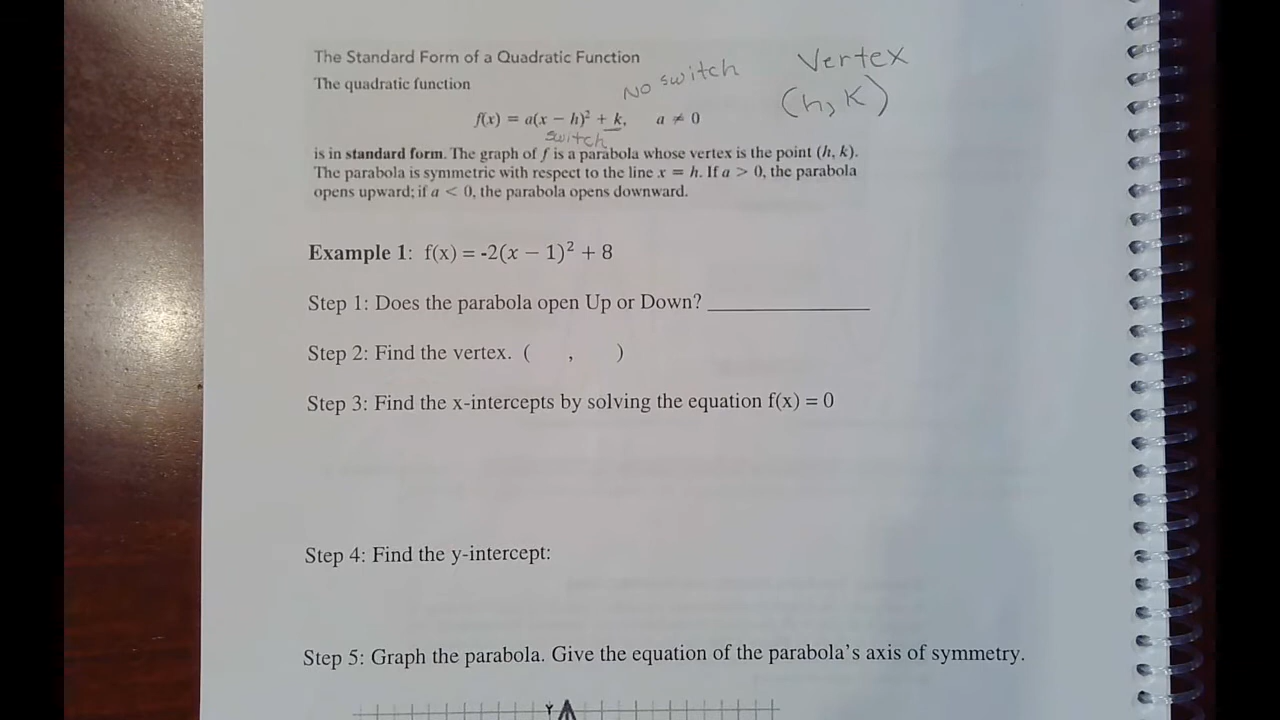 The Standard Form of a Quadratic Function
Vertex
The quadratic function
No switch
(h, K)
f(x) = a(x − h)² + k, a ≠ 0
switch
is in standard form. The graph of f is a parabola whose vertex is the point (h, k).
The parabola is symmetric with respect to the line x = h. If a > 0, the parabola
opens upward; if a < 0, the parabola opens downward.
Example 1: f(x) = -2(x − 1)² + 8
Step 1: Does the parabola open Up or Down? _______________
Step 2: Find the vertex. ( , )
Step 3: Find the x-intercepts by solving the equation f(x) = 0
Step 4: Find the y-intercept:
Step 5: Graph the parabola. Give the equation of the parabola's axis of symmetry.
Y